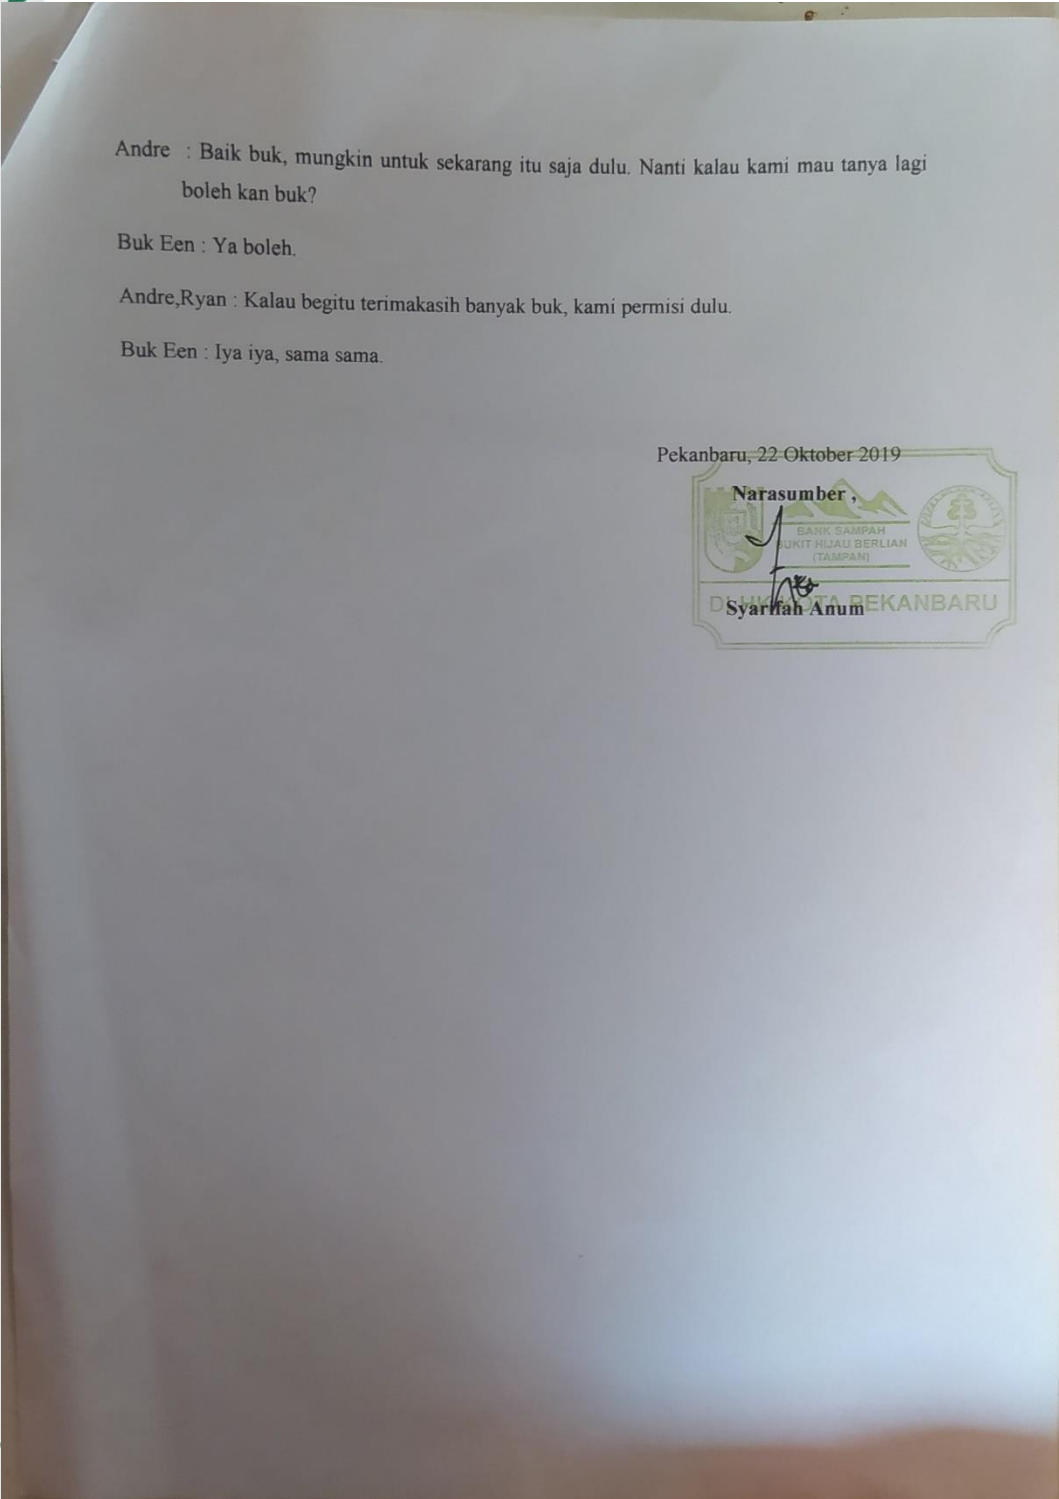 Andre : Baik buk, mungkin untuk sekarang itu saja dulu. Nanti kalau kami mau tanya lagi
boleh kan buk?
Buk Een : Ya boleh.
Andre,Ryan : Kalau begitu terimakasih banyak buk, kami permisi dulu.
Buk Een : Iya iya, sama sama.
Pekanbaru, 22 Oktober 2019
Narasumber ,
BANK SAMPAH
BUKIT HIJAU BERLIAN
(TAMPAN)
DLHK KOTA PEKANBARU
Syarifah Anum